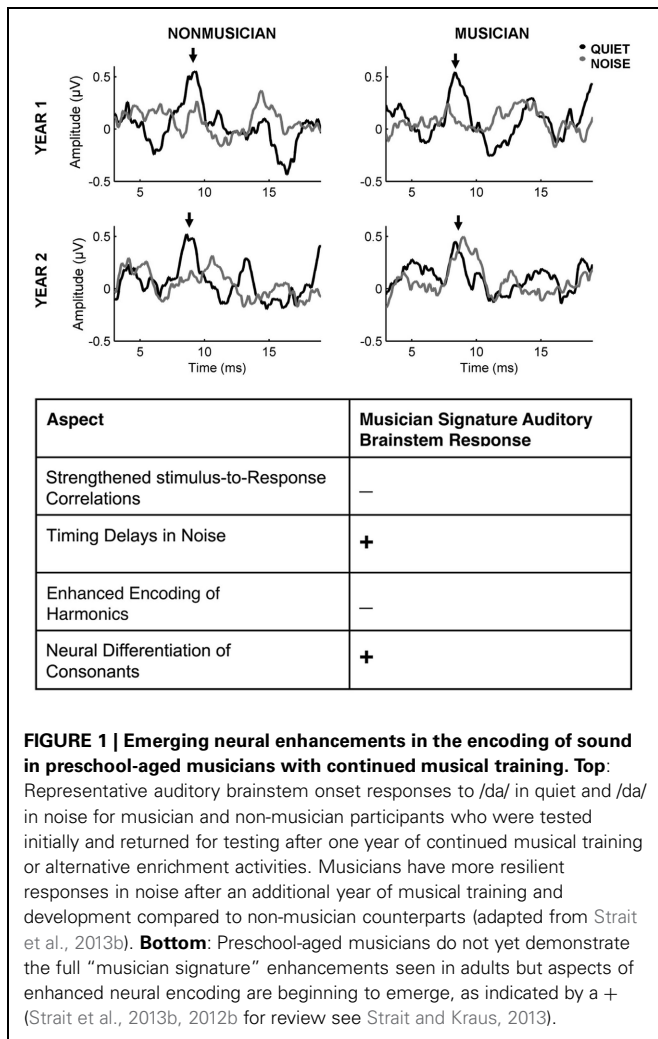 NONMUSICIAN
MUSICIAN
QUIET
NOISE
YEAR 1
Amplitude (µV)
0.5
0
-0.5
5
10
15
0.5
0
-0.5
5
10
15
YEAR 2
Amplitude (µV)
0.5
0
-0.5
5
10
15
Time (ms)
0.5
0
-0.5
5
10
15
Time (ms)
Aspect
Musician Signature Auditory
Brainstem Response
Strengthened stimulus-to-Response
Correlations
–
Timing Delays in Noise
+
Enhanced Encoding of
Harmonics
–
Neural Differentiation of
Consonants
+
FIGURE 1 | Emerging neural enhancements in the encoding of sound
in preschool-aged musicians with continued musical training. Top:
Representative auditory brainstem onset responses to /da/ in quiet and /da/
in noise for musician and non-musician participants who were tested
initially and returned for testing after one year of continued musical training
or alternative enrichment activities. Musicians have more resilient
responses in noise after an additional year of musical training and
development compared to non-musician counterparts (adapted from Strait
et al., 2013b). Bottom: Preschool-aged musicians do not yet demonstrate
the full “musician signature” enhancements seen in adults but aspects of
enhanced neural encoding are beginning to emerge, as indicated by a +
(Strait et al., 2013b, 2012b for review see Strait and Kraus, 2013).